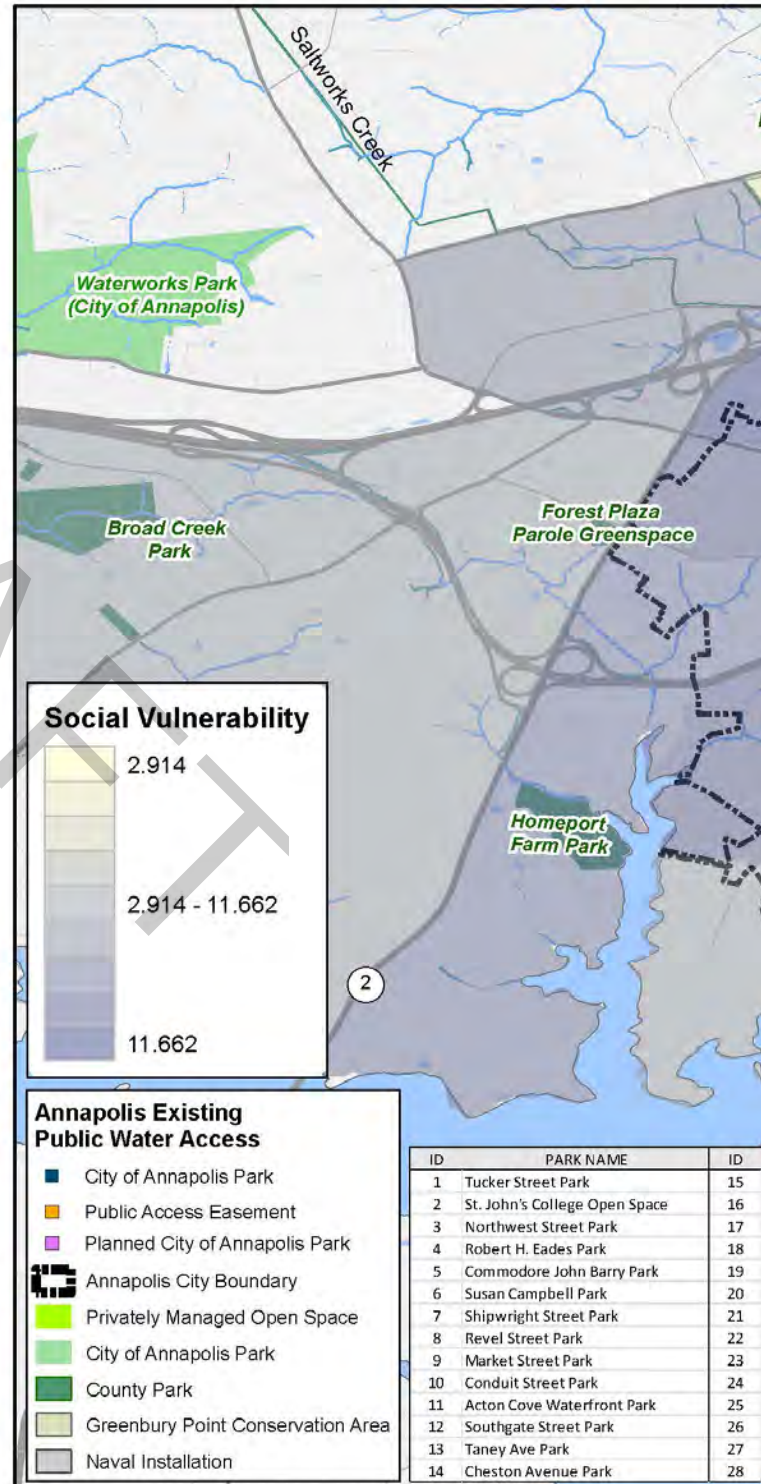 Saltworks Creek
Waterworks Park
(City of Annapolis)
Broad Creek
Park
Forest Plaza
Parole Greenspace
Homeport
Farm Park
2
Social Vulnerability
2.914
2.914 - 11.662
11.662
Annapolis Existing
Public Water Access
City of Annapolis Park
Public Access Easement
Planned City of Annapolis Park
Annapolis City Boundary
Privately Managed Open Space
City of Annapolis Park
County Park
Greenbury Point Conservation Area
Naval Installation
ID PARK NAME ID
1 Tucker Street Park 15
2 St. John's College Open Space 16
3 Northwest Street Park 17
4 Robert H. Eades Park 18
5 Commodore John Barry Park 19
6 Susan Campbell Park 20
7 Shipwright Street Park 21
8 Revel Street Park 22
9 Market Street Park 23
10 Conduit Street Park 24
11 Acton Cove Waterfront Park 25
12 Southgate Street Park 26
13 Taney Ave Park 27
14 Cheston Avenue Park 28